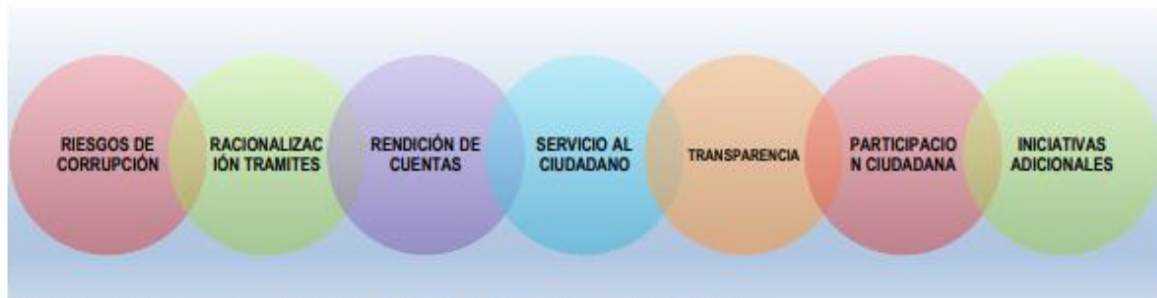 RIESGOS DE
CORRUPCIÓN
RACIONALIZAC
IÓN TRAMITES
RENDICIÓN DE
CUENTAS
SERVICIO AL
CIUDADANO
TRANSPARENCIA
PARTICIPACIO
N CIUDADANA
INICIATIVAS
ADICIONALES